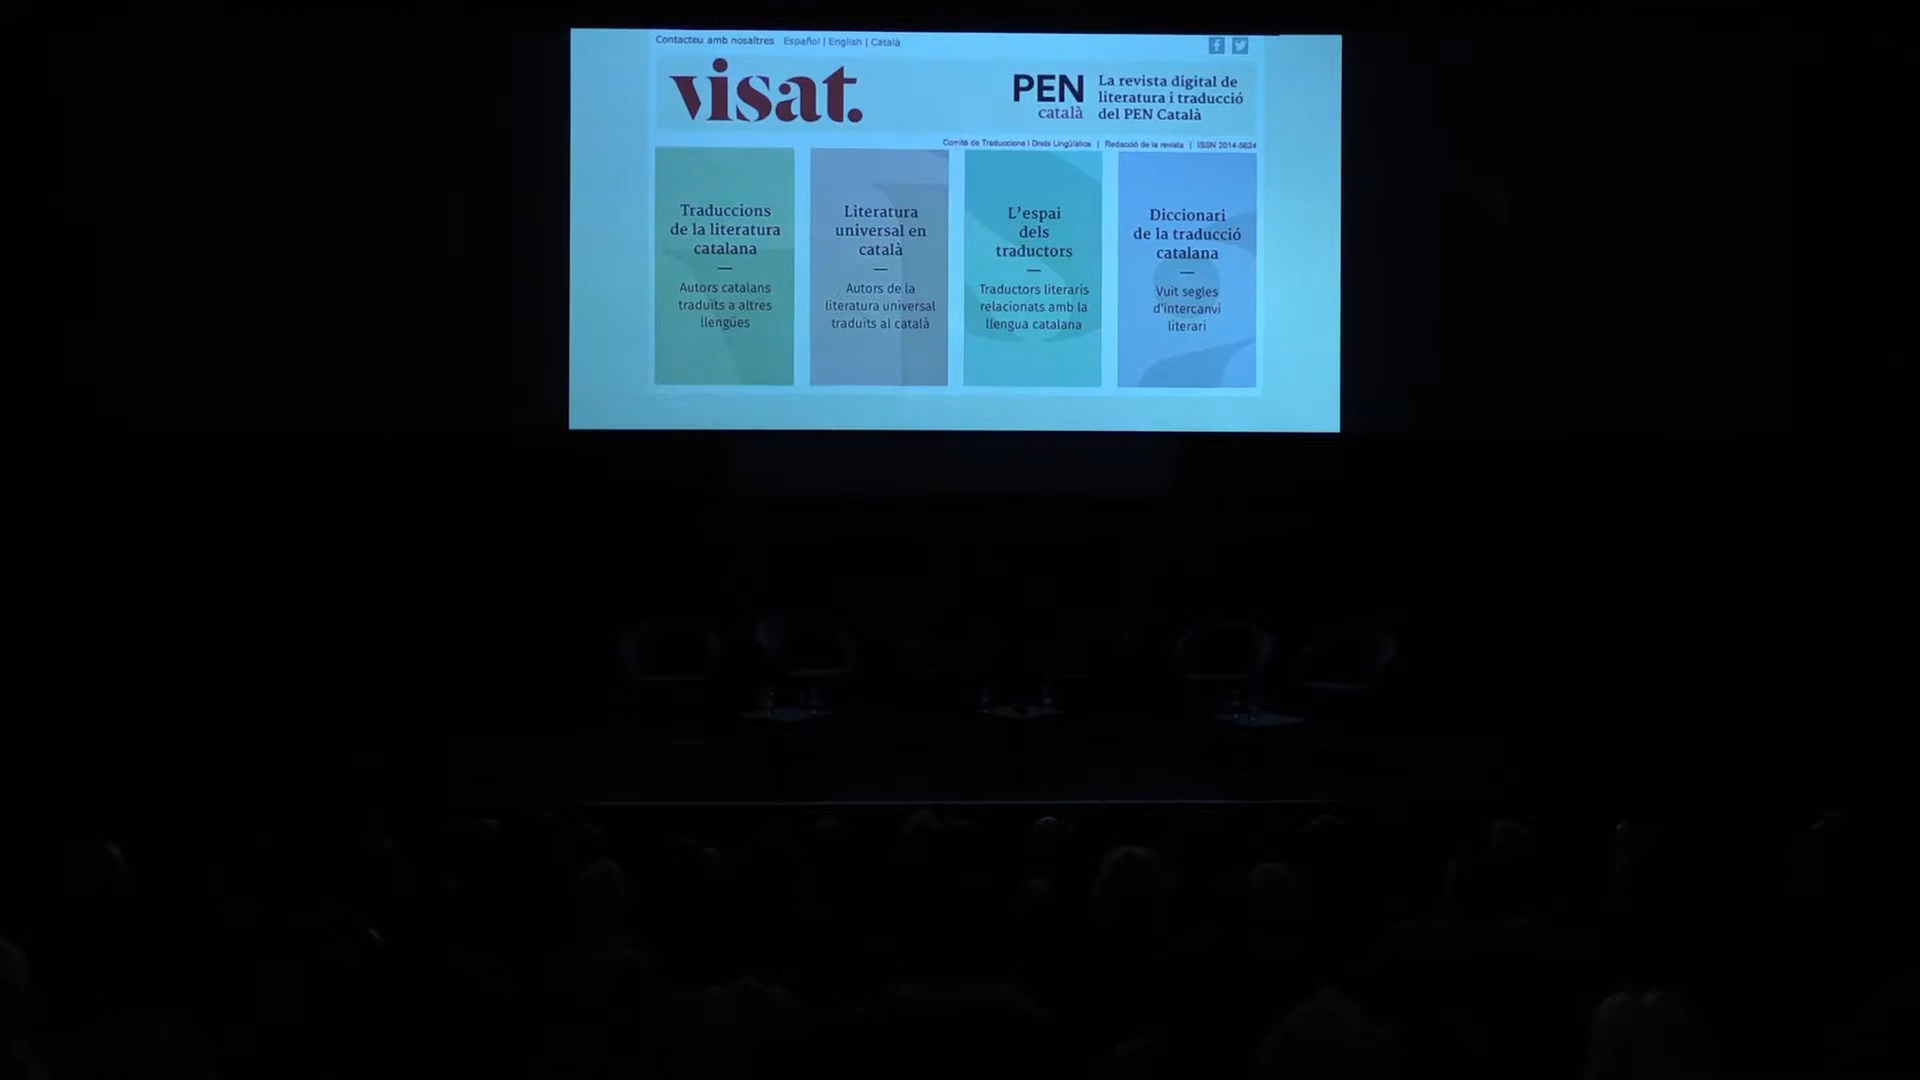 Contacteu amb nosaltres Español | English | Català
visat.
PEN
català
La revista digital de
literatura i traducció
del PEN Català
Comitè de Traduccions i Drets Lingüístics | Redacció de la revista | ISSN 2014-5624
Traduccions
de la literatura
catalana
Autors catalans
traduïts a altres
llengües
Literatura
universal en
català
Autors de la
literatura universal
traduïts al català
L'espai
dels
traductors
Traductors literaris
relacionats amb la
llengua catalana
Diccionari
de la traducció
catalana
Vuit segles
d'intercanvi
literari